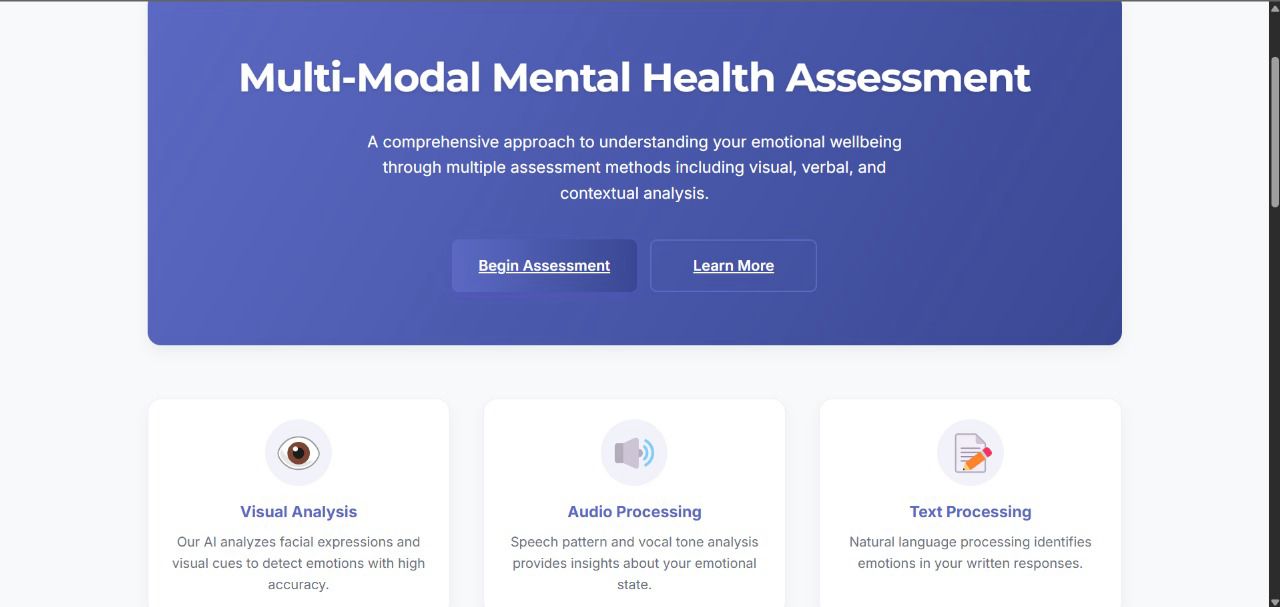 Multi-Modal Mental Health Assessment
A comprehensive approach to understanding your emotional wellbeing
through multiple assessment methods including visual, verbal, and
contextual analysis.
Begin Assessment
Learn More
Visual Analysis
Our AI analyzes facial expressions and
visual cues to detect emotions with high
accuracy.
Audio Processing
Speech pattern and vocal tone analysis
provides insights about your emotional
state.
Text Processing
Natural language processing identifies
emotions in your written responses.